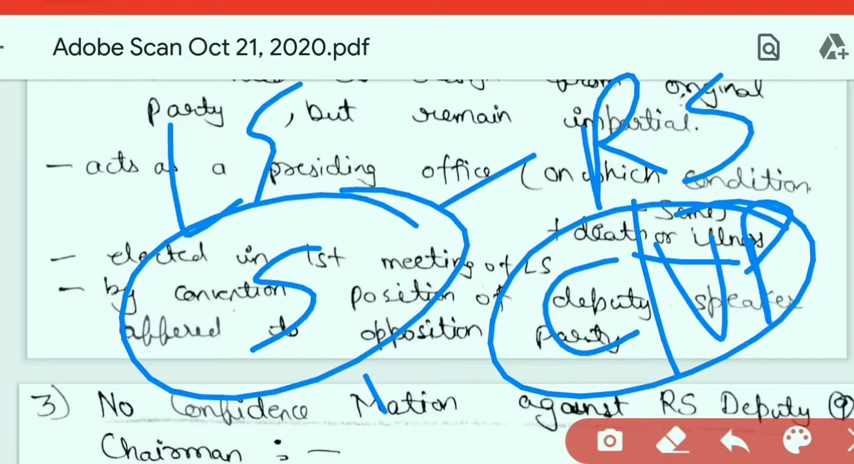 Adobe Scan Oct 21, 2020.pdf
from original
party, but remain impartial.
- acts as a presiding office (on which condition
- same
+ death or illness
- elected in 1st meeting of LS
- by convention position of deputy speaker
offered to opposition party
LS
RS
S
C
VP
3) No Confidence Motion against RS Deputy
Chairman : -